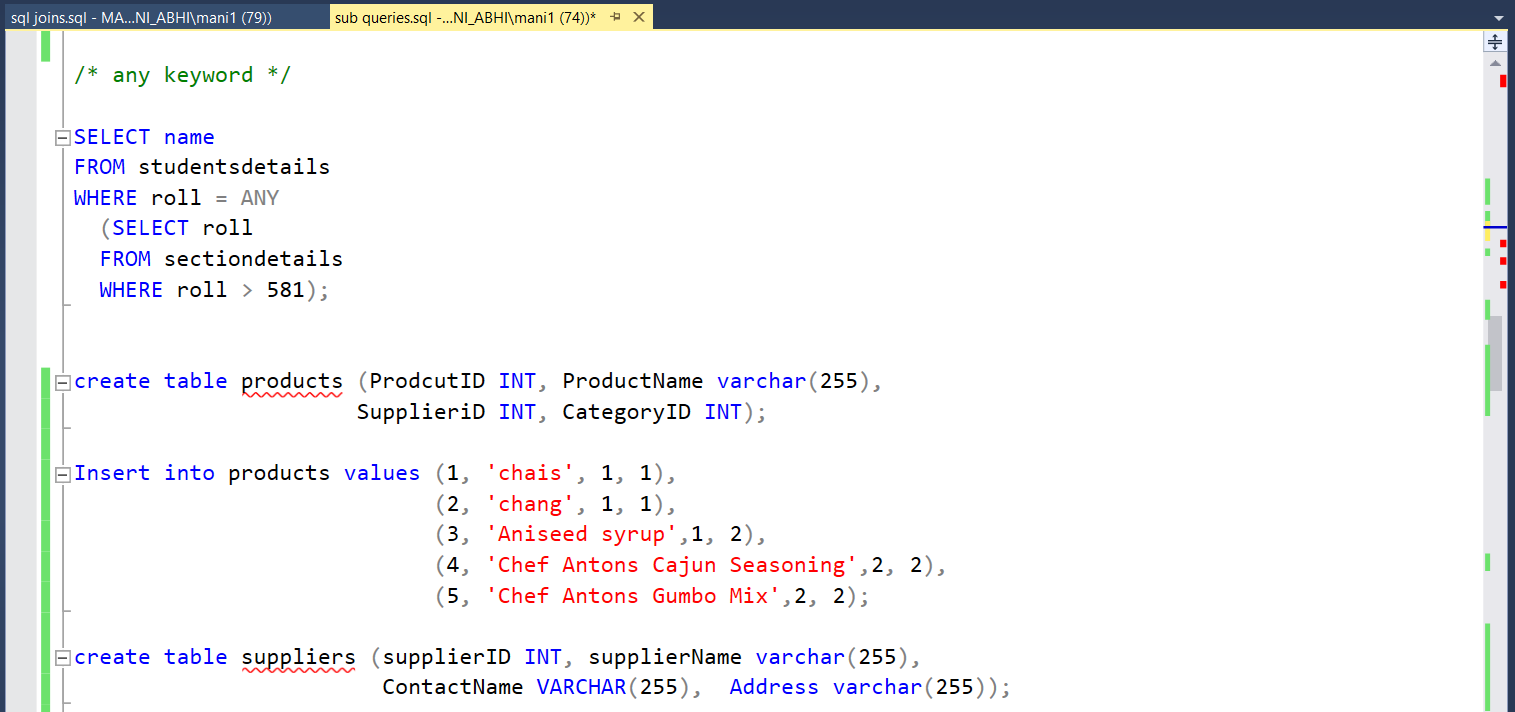 sql joins.sql - MA...NI_ABHI\mani1 (79))
sub queries.sql -...NI_ABHI\mani1 (74))*
/* any keyword */
SELECT name
FROM studentsdetails
WHERE roll = ANY
(SELECT roll
FROM sectiondetails
WHERE roll > 581);
create table products (ProdcutID INT, ProductName varchar(255),
SupplieriD INT, CategoryID INT);
Insert into products values (1, 'chais', 1, 1),
(2, 'chang', 1, 1),
(3, 'Aniseed syrup',1, 2),
(4, 'Chef Antons Cajun Seasoning',2, 2),
(5, 'Chef Antons Gumbo Mix',2, 2);
create table suppliers (supplierID INT, supplierName varchar(255),
ContactName VARCHAR(255), Address varchar(255));